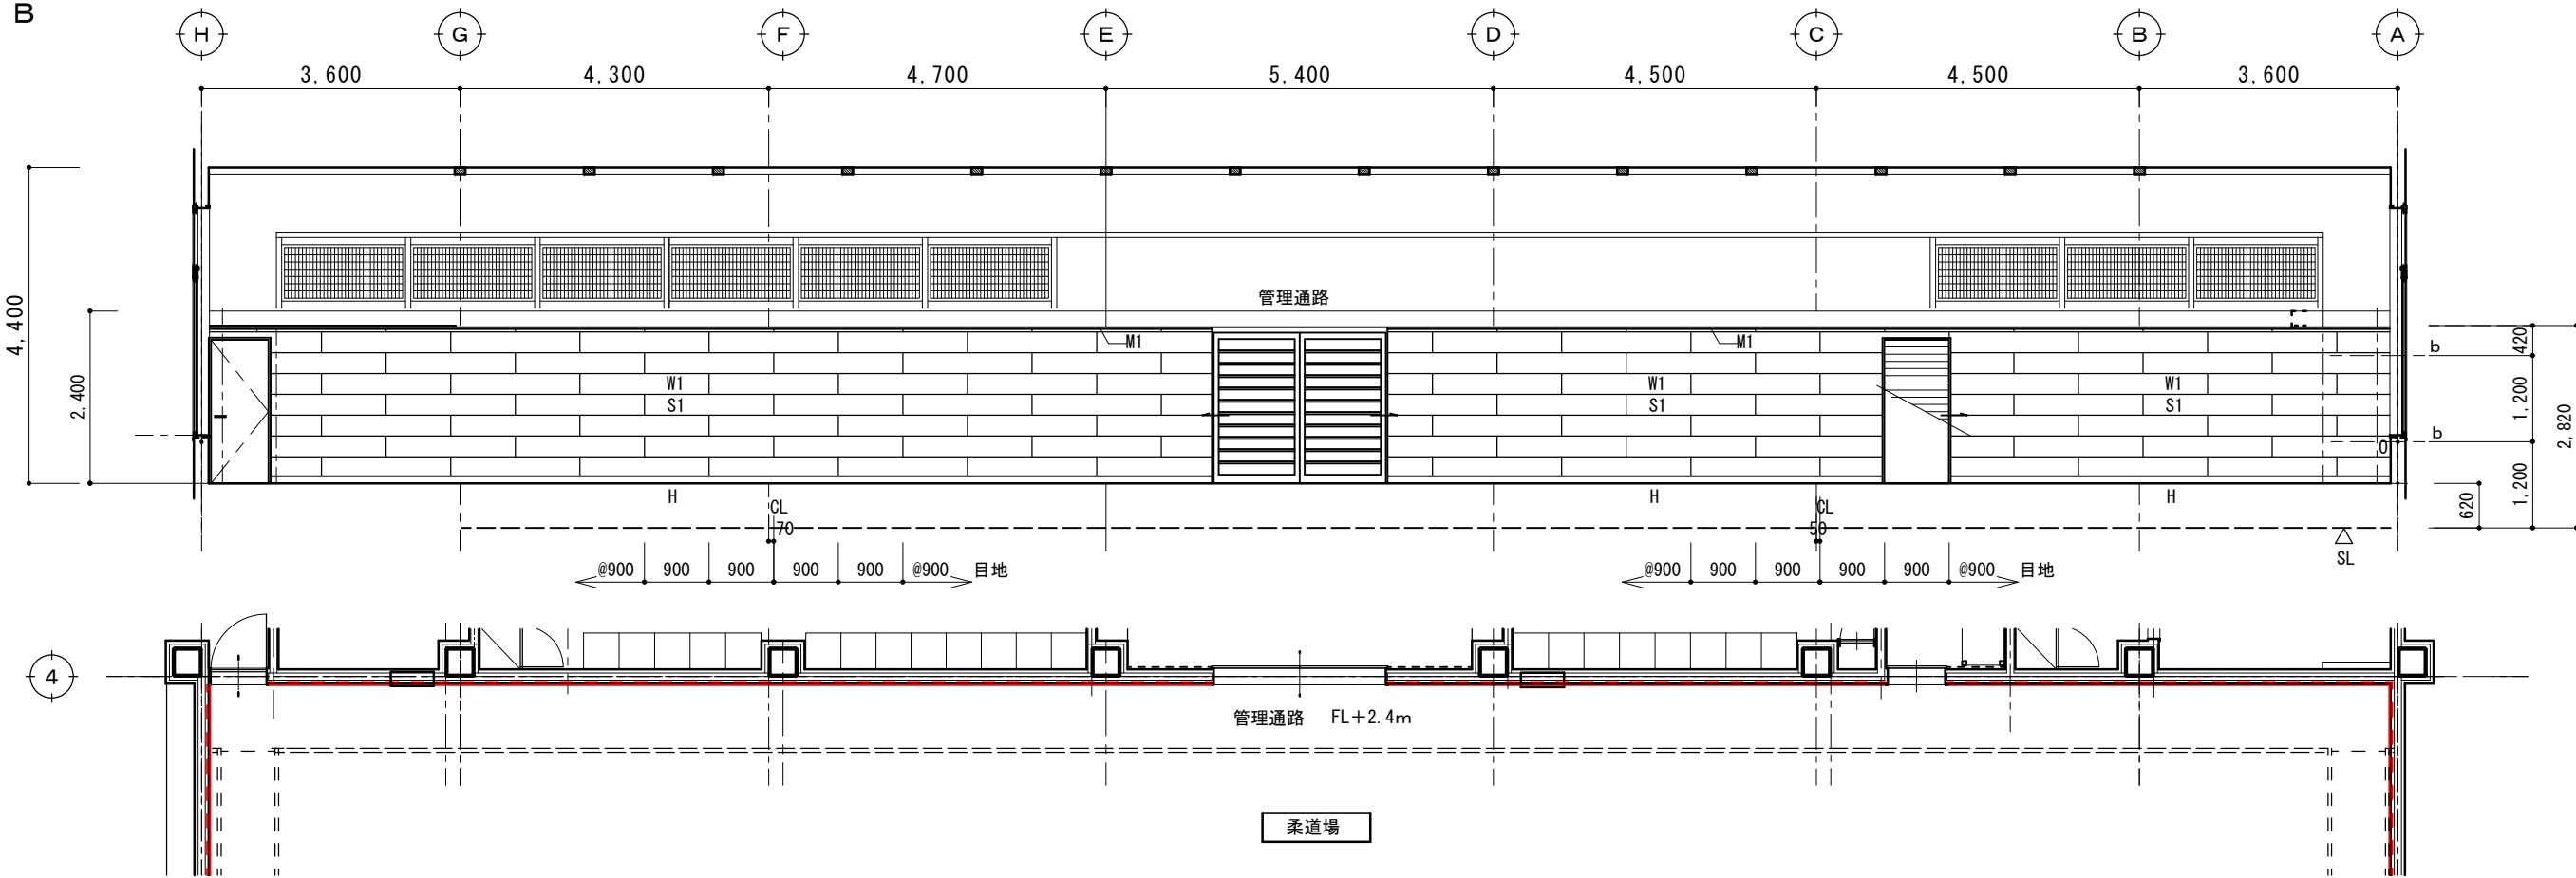 B
H G F E D C B A
3,600 4,300 4,700 5,400 4,500 4,500 3,600
4,400
2,400
管理通路
M1 M1
W1 W1 W1
S1 S1 S1
420
b
1,200
b
0
2,820
1,200
620
H H H
CL CL
70 50
@900 900 900 900 900 @900 目地
@900 900 900 900 900 @900 目地
SL
4
管理通路 FL+2.4m
柔道場